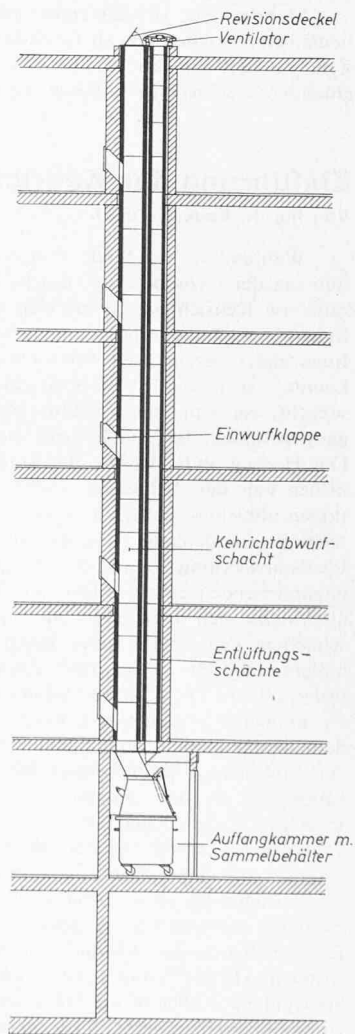 Revisionsdeckel
Ventilator
Einwurfklappe
Kehrichtabwurf-
schacht
Entlüftungs-
schächte
Auffangkammer m.
Sammelbehälter